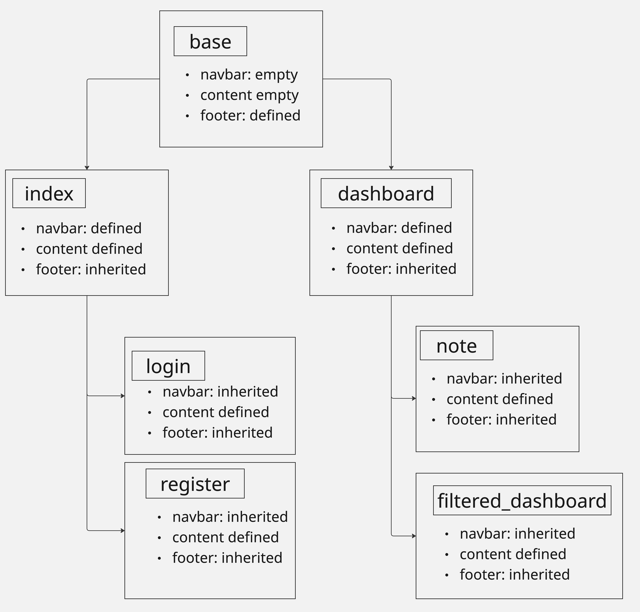 base
• navbar: empty
• content empty
• footer: defined
index
• navbar: defined
• content defined
• footer: inherited
dashboard
• navbar: defined
• content defined
• footer: inherited
login
• navbar: inherited
• content defined
• footer: inherited
note
• navbar: inherited
• content defined
• footer: inherited
register
• navbar: inherited
• content defined
• footer: inherited
filtered_dashboard
• navbar: inherited
• content defined
• footer: inherited